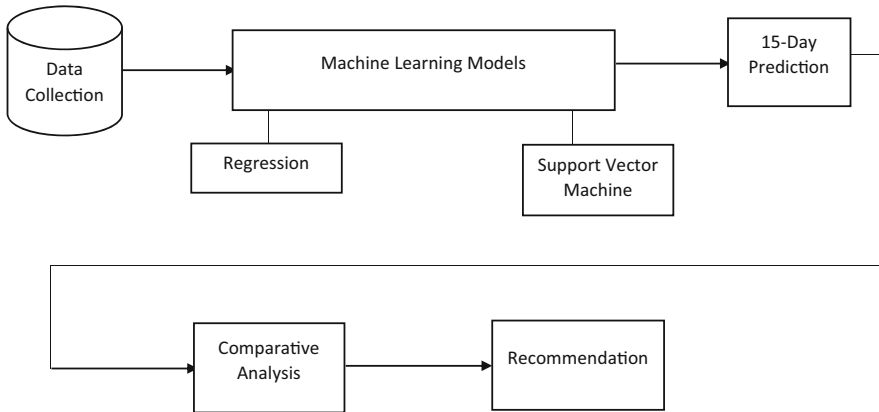 Data
Collection
Machine Learning Models
15-Day
Prediction
Regression
Support Vector
Machine
Comparative
Analysis
Recommendation